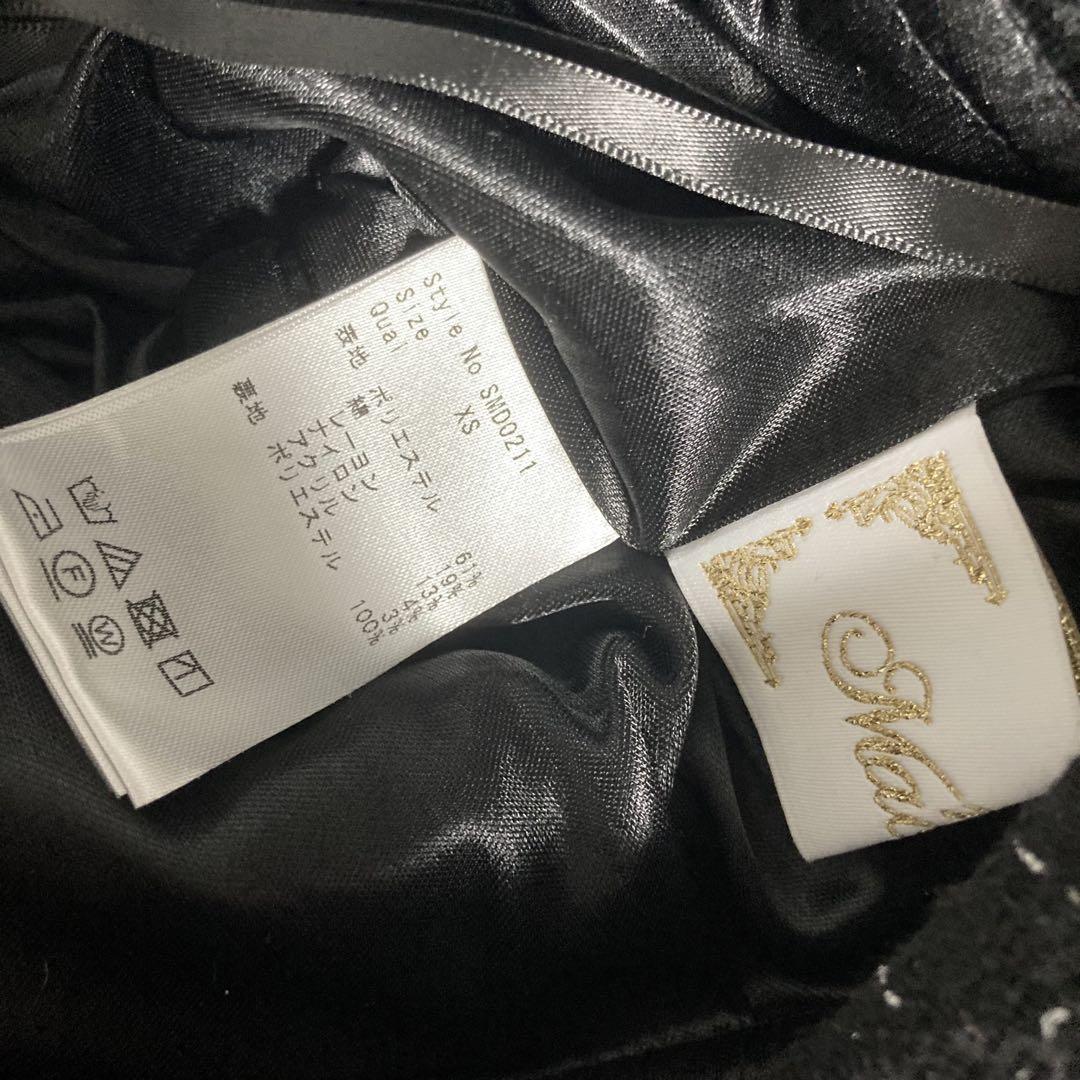 Style No SMD0211
Size XS
Qual
表地 ポリエステル 61%
綿 19%
レーヨン 13%
ナイロン 4%
アクリル 3%
裏地 ポリエステル 100%
F
W
Ma